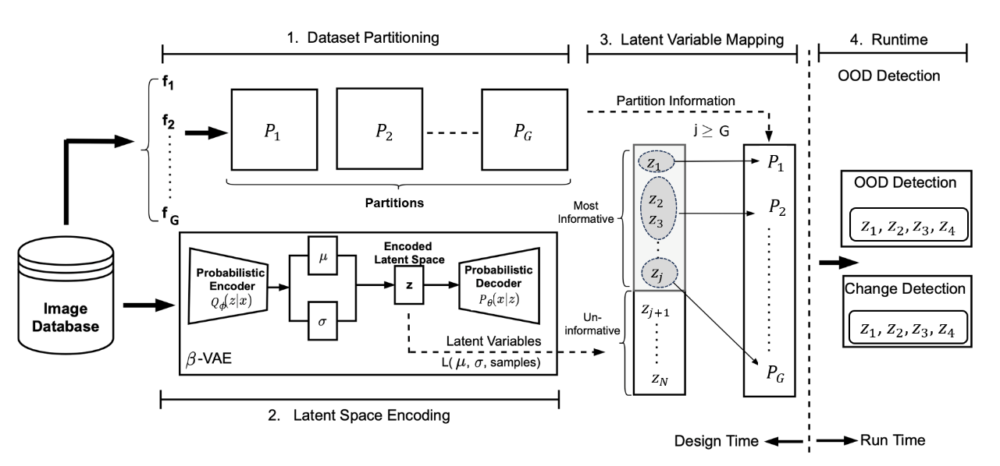 1. Dataset Partitioning
3. Latent Variable Mapping
4. Runtime
OOD Detection
f1
f2
fG
P1
P2
PG
Partitions
Partition Information
j ≥ G
Most
Informative
z1
z2
z3
zj
Un-
informative
zj+1
zN
P1
P2
PG
OOD Detection
z1, z2, z3, z4
Change Detection
z1, z2, z3, z4
Image
Database
Probabilistic
Encoder
Qϕ(z|x)
μ
σ
Encoded
Latent Space
z
Probabilistic
Decoder
Pθ(x|z)
β-VAE
Latent Variables
L( μ, σ, samples)
2. Latent Space Encoding
Design Time
Run Time